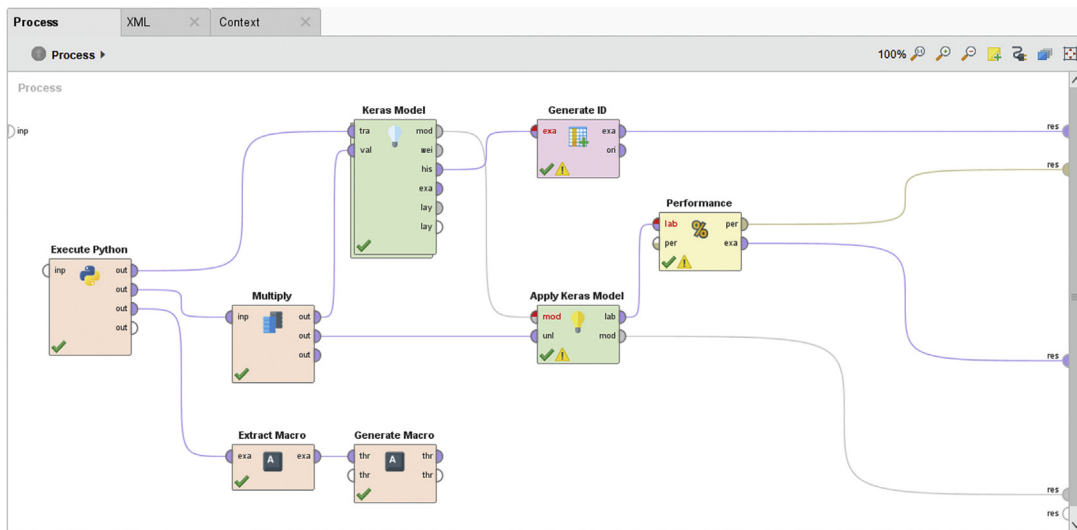 Process XML Context
Process
100%
Process
inp
res
res
res
res
res
Keras Model
tra mod
val wei
his
exa
lay
lay
Generate ID
exa exa
ori
Performance
lab per
per exa
Execute Python
inp out
out
out
out
Multiply
inp out
out
out
Apply Keras Model
mod lab
unl mod
Extract Macro
exa exa
A
Generate Macro
thr thr
thr thr
A